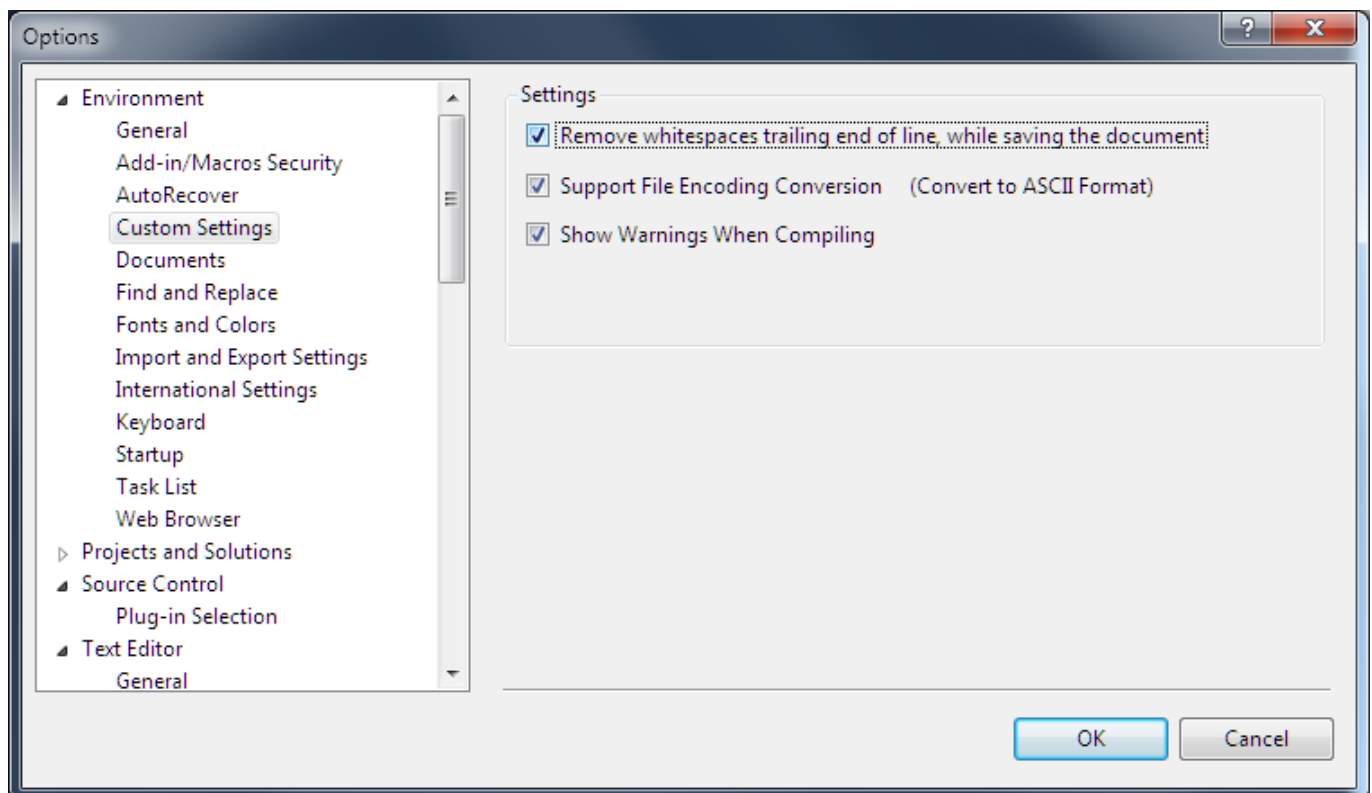 Options
Environment
General
Add-in/Macros Security
AutoRecover
Custom Settings
Documents
Find and Replace
Fonts and Colors
Import and Export Settings
International Settings
Keyboard
Startup
Task List
Web Browser
Projects and Solutions
Source Control
Plug-in Selection
Text Editor
General
Settings
Remove whitespaces trailing end of line, while saving the document
Support File Encoding Conversion (Convert to ASCII Format)
Show Warnings When Compiling
OK Cancel